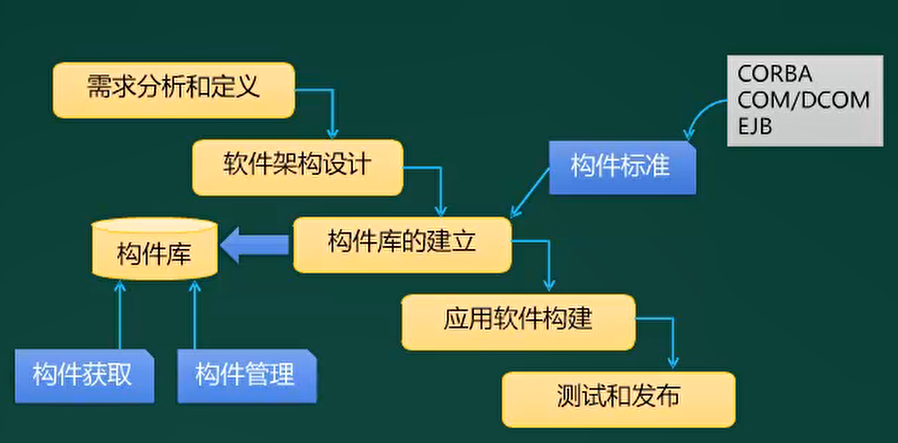 需求分析和定义
CORBA
COM/DCOM
EJB
软件架构设计
构件标准
构件库的建立
构件库
应用软件构建
构件获取
构件管理
测试和发布